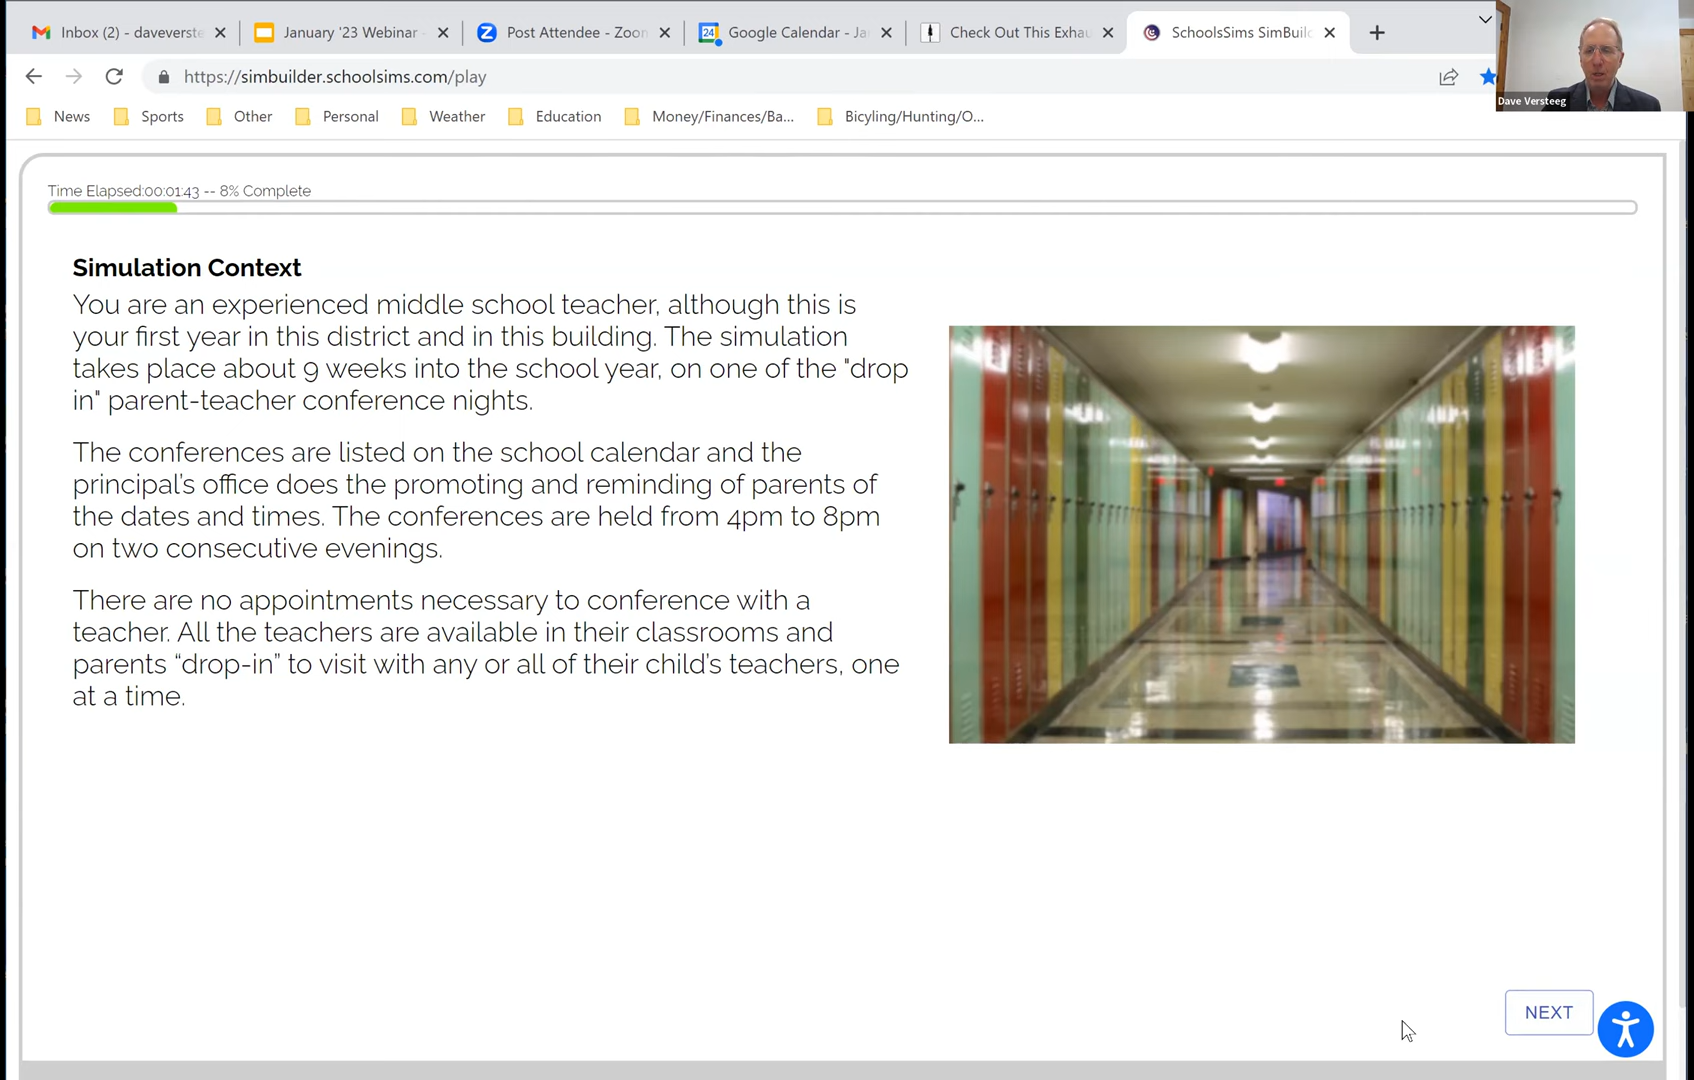 Inbox (2) - daveverste
January '23 Webinar -
Post Attendee - Zoon
24
Google Calendar - Ja
Check Out This Exhau
SchoolsSims SimBuil
https://simbuilder.schoolsims.com/play
Dave Versteeg
News
Sports
Other
Personal
Weather
Education
Money/Finances/Ba...
Bicyling/Hunting/O...
Time Elapsed:00:01:43 -- 8% Complete
Simulation Context
You are an experienced middle school teacher, although this is
your first year in this district and in this building. The simulation
takes place about 9 weeks into the school year, on one of the "drop
in" parent-teacher conference nights.
The conferences are listed on the school calendar and the
principal's office does the promoting and reminding of parents of
the dates and times. The conferences are held from 4pm to 8pm
on two consecutive evenings.
There are no appointments necessary to conference with a
teacher. All the teachers are available in their classrooms and
parents “drop-in” to visit with any or all of their child's teachers, one
at a time.
NEXT